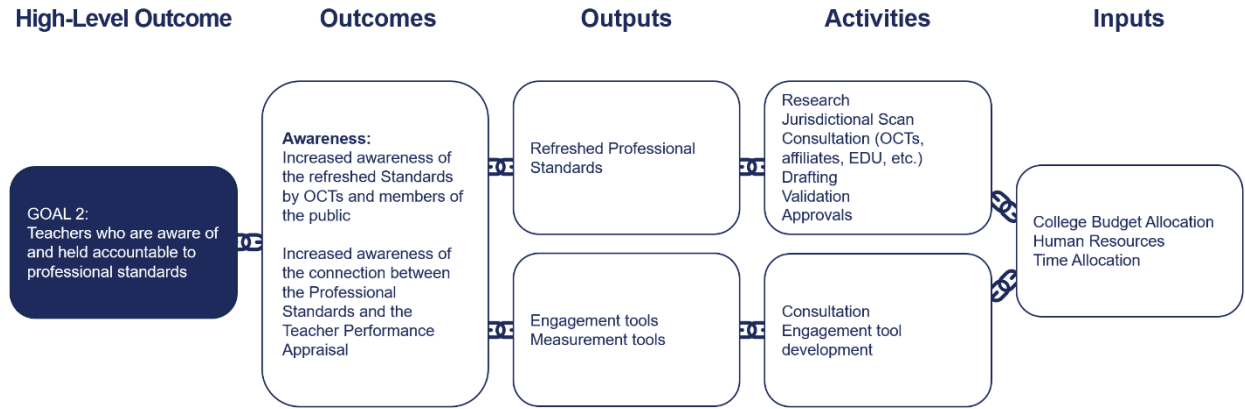 High-Level Outcome
Outcomes
Outputs
Activities
Inputs
GOAL 2:
Teachers who are aware of
and held accountable to
professional standards
Awareness:
Increased awareness of
the refreshed Standards
by OCTs and members of
the public
Increased awareness of
the connection between
the Professional
Standards and the
Teacher Performance
Appraisal
Refreshed Professional
Standards
Engagement tools
Measurement tools
Research
Jurisdictional Scan
Consultation (OCTs,
affiliates, EDU, etc.)
Drafting
Validation
Approvals
Consultation
Engagement tool
development
College Budget Allocation
Human Resources
Time Allocation